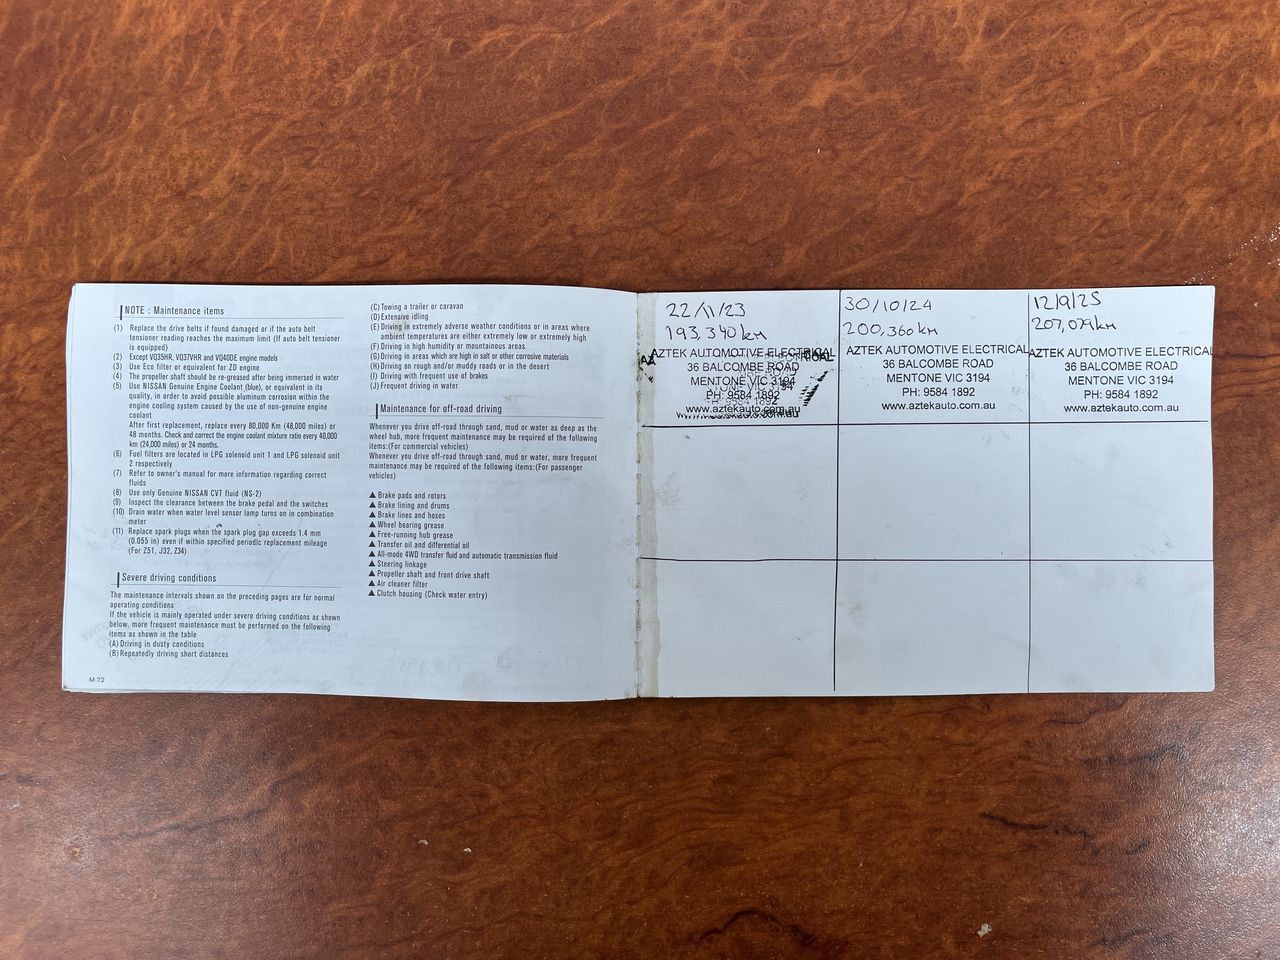 NOTE : Maintenance items
(1) Replace the drive belts if found damaged or if the auto belt
tensioner reading reaches the maximum limit (If auto belt tensioner
is equipped)
(2) Except VQ35HR, VQ37VHR and VQ40DE engine models
(3) Use Eco filter or equivalent for ZD engine
(4) The propeller shaft should be re-greased after being immersed in water
(5) Use NISSAN Genuine Engine Coolant (blue), or equivalent in its
quality, in order to avoid possible aluminum corrosion within the
engine cooling system caused by the use of non-genuine engine
coolant
After first replacement, replace every 80,000 Km (48,000 miles) or
48 months. Check and correct the engine coolant mixture ratio every 40,000
km (24,000 miles) or 24 months.
(6) Fuel filters are located in LPG solenoid unit 1 and LPG solenoid unit
2 respectively
(7) Refer to owner's manual for more information regarding correct
fluids
(8) Use only Genuine NISSAN CVT fluid (NS-2)
(9) Inspect the clearance between the brake pedal and the switches
(10) Drain water when water level sensor lamp turns on in combination
meter
(11) Replace spark plugs when the spark plug gap exceeds 1.4 mm
(0.055 in) even if within specified periodic replacement mileage
(For Z51, J32, Z34)
Severe driving conditions
The maintenance intervals shown on the preceding pages are for normal
operating conditions
If the vehicle is mainly operated under severe driving conditions as shown
below, more frequent maintenance must be performed on the following
items as shown in the table
(A) Driving in dusty conditions
(B) Repeatedly driving short distances
M-72
(C) Towing a trailer or caravan
(D) Extensive idling
(E) Driving in extremely adverse weather conditions or in areas where
ambient temperatures are either extremely low or extremely high
(F) Driving in high humidity or mountainous areas
(G) Driving in areas which are high in salt or other corrosive materials
(H) Driving on rough and/or muddy roads or in the desert
(I) Driving with frequent use of brakes
(J) Frequent driving in water
Maintenance for off-road driving
Whenever you drive off-road through sand, mud or water as deep as the
wheel hub, more frequent maintenance may be required of the following
items:(For commercial vehicles)
Whenever you drive off-road through sand, mud or water, more frequent
maintenance may be required of the following items:(For passenger
vehicles)
▲ Brake pads and rotors
▲ Brake lining and drums
▲ Brake lines and hoses
▲ Wheel bearing grease
▲ Free-running hub grease
▲ Transfer oil and differential oil
▲ All-mode 4WD transfer fluid and automatic transmission fluid
▲ Steering linkage
▲ Propeller shaft and front drive shaft
▲ Air cleaner filter
▲ Clutch housing (Check water entry)
22/11/23
193,340km
AZTEK AUTOMOTIVE ELECTRICAL
36 BALCOMBE ROAD
MENTONE VIC 3194
PH: 9584 1892
www.aztekauto.com.au
30/10/24
200,360km
AZTEK AUTOMOTIVE ELECTRICAL
36 BALCOMBE ROAD
MENTONE VIC 3194
PH: 9584 1892
www.aztekauto.com.au
12/9/25
207,079km
AZTEK AUTOMOTIVE ELECTRICAL
36 BALCOMBE ROAD
MENTONE VIC 3194
PH: 9584 1892
www.aztekauto.com.au